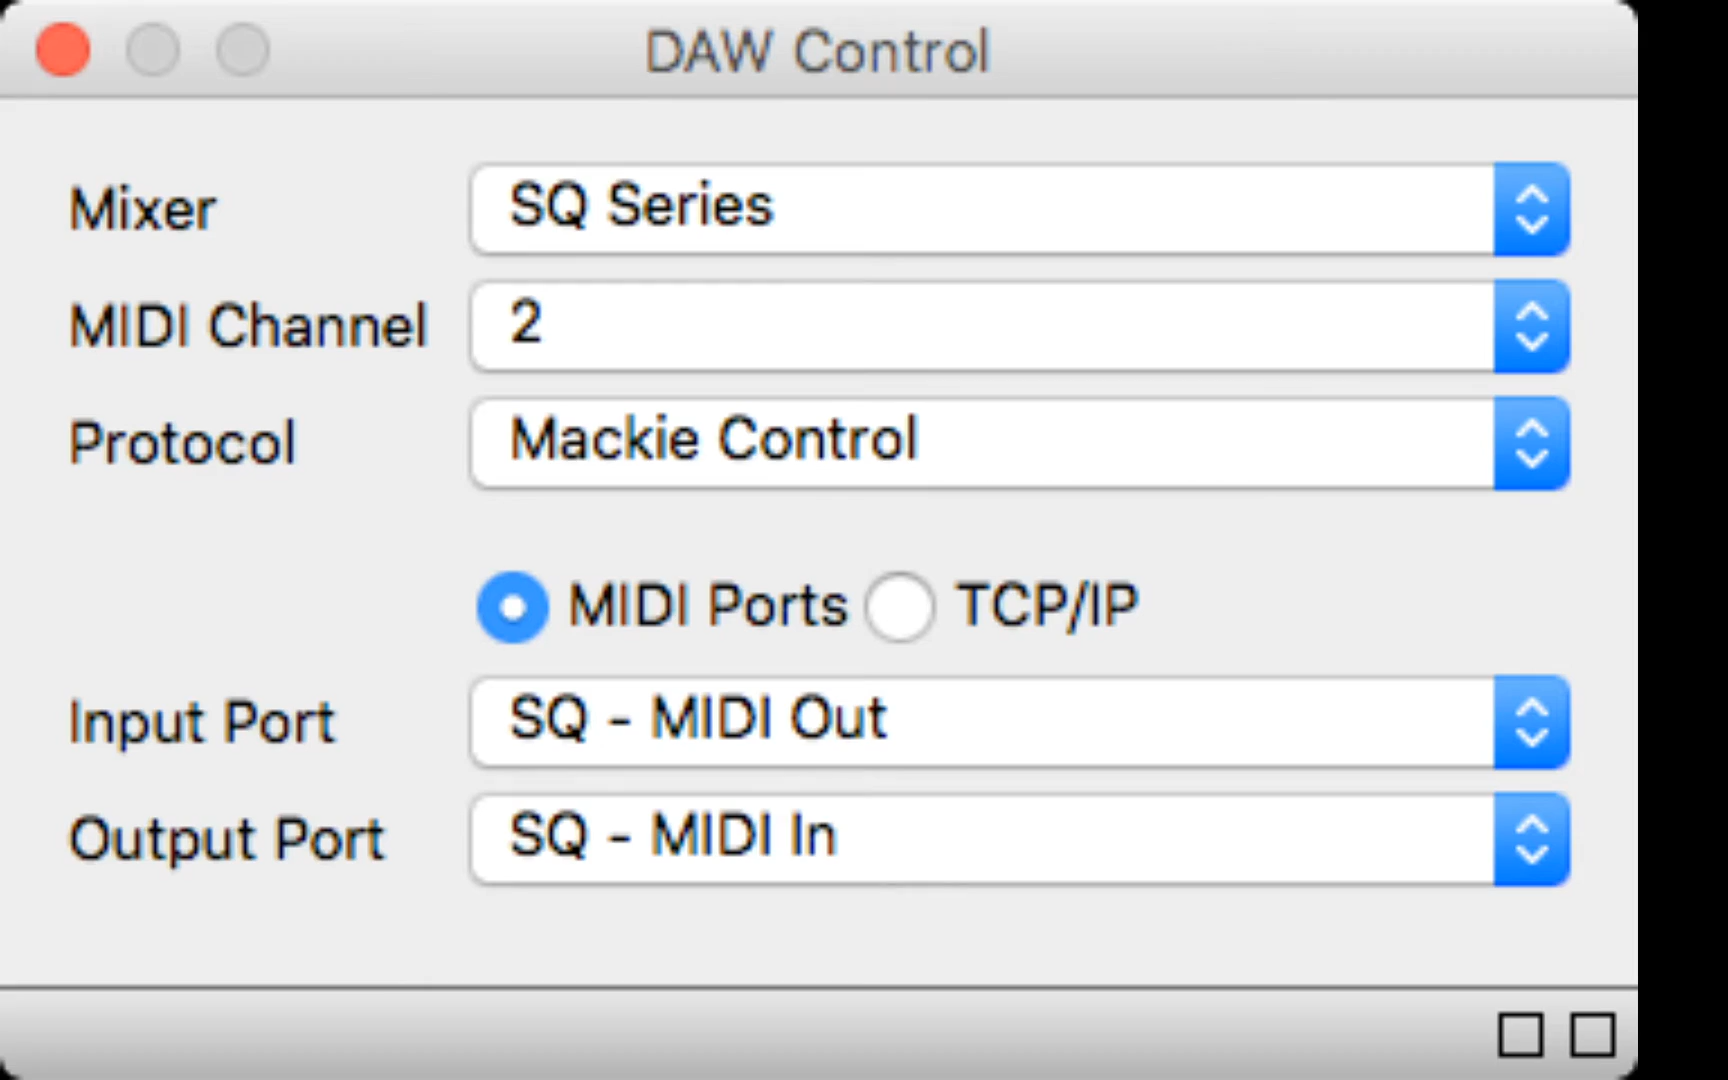 DAW Control
Mixer SQ Series
MIDI Channel 2
Protocol Mackie Control
MIDI Ports TCP/IP
Input Port SQ - MIDI Out
Output Port SQ - MIDI In